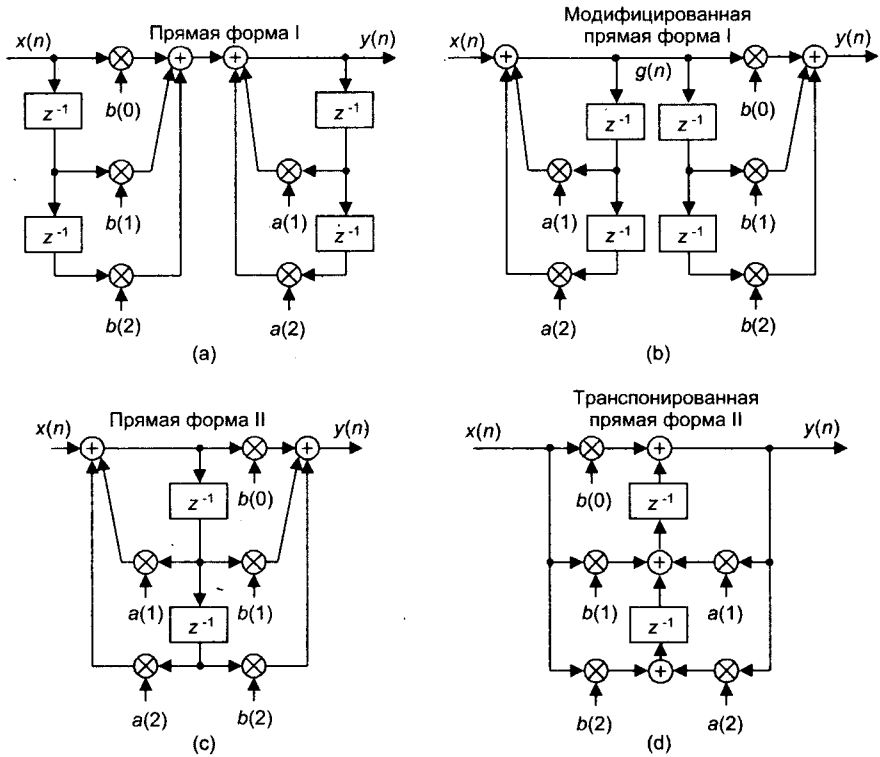 Прямая форма I
x(n)
y(n)
z⁻¹
b(0)
z⁻¹
z⁻¹
b(1)
a(1)
z⁻¹
z⁻¹
b(2)
a(2)
(a)
Модифицированная
прямая форма I
x(n)
y(n)
g(n)
b(0)
z⁻¹
z⁻¹
a(1)
b(1)
z⁻¹
z⁻¹
a(2)
b(2)
(b)
Прямая форма II
x(n)
y(n)
b(0)
z⁻¹
a(1)
b(1)
z⁻¹
a(2)
b(2)
(c)
Транспонированная
прямая форма II
x(n)
y(n)
b(0)
z⁻¹
b(1)
a(1)
z⁻¹
b(2)
a(2)
(d)